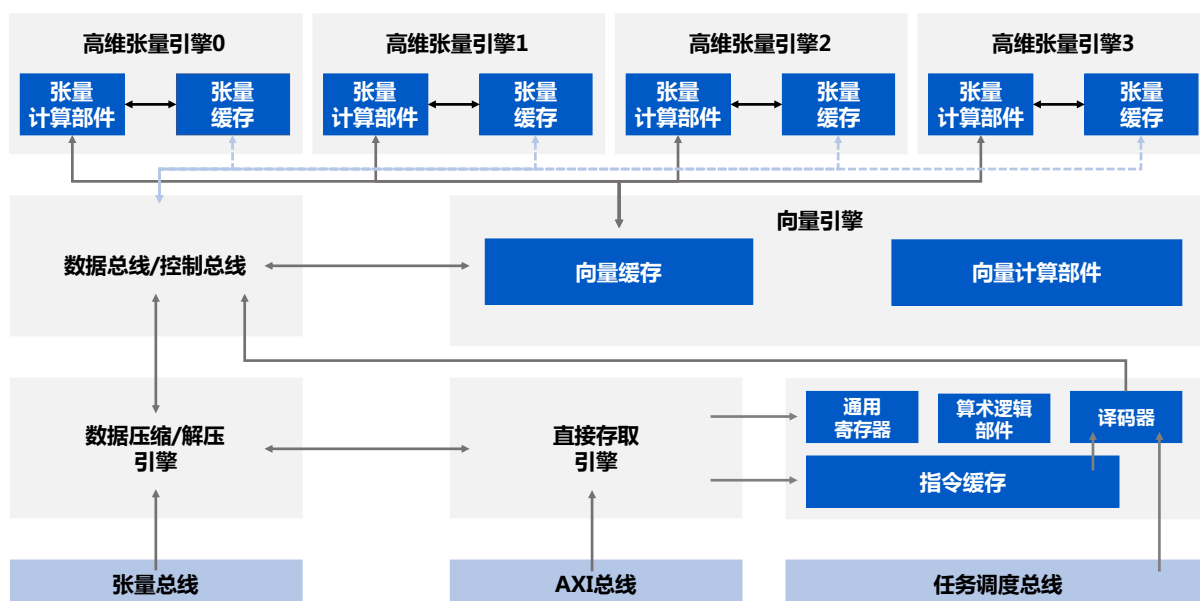 高维张量引擎0
高维张量引擎1
高维张量引擎2
高维张量引擎3
张量
计算部件
张量
缓存
张量
计算部件
张量
缓存
张量
计算部件
张量
缓存
张量
计算部件
张量
缓存
数据总线/控制总线
向量引擎
向量缓存
向量计算部件
数据压缩/解压
引擎
直接存取
引擎
通用
寄存器
算术逻辑
部件
译码器
指令缓存
张量总线
AXI总线
任务调度总线